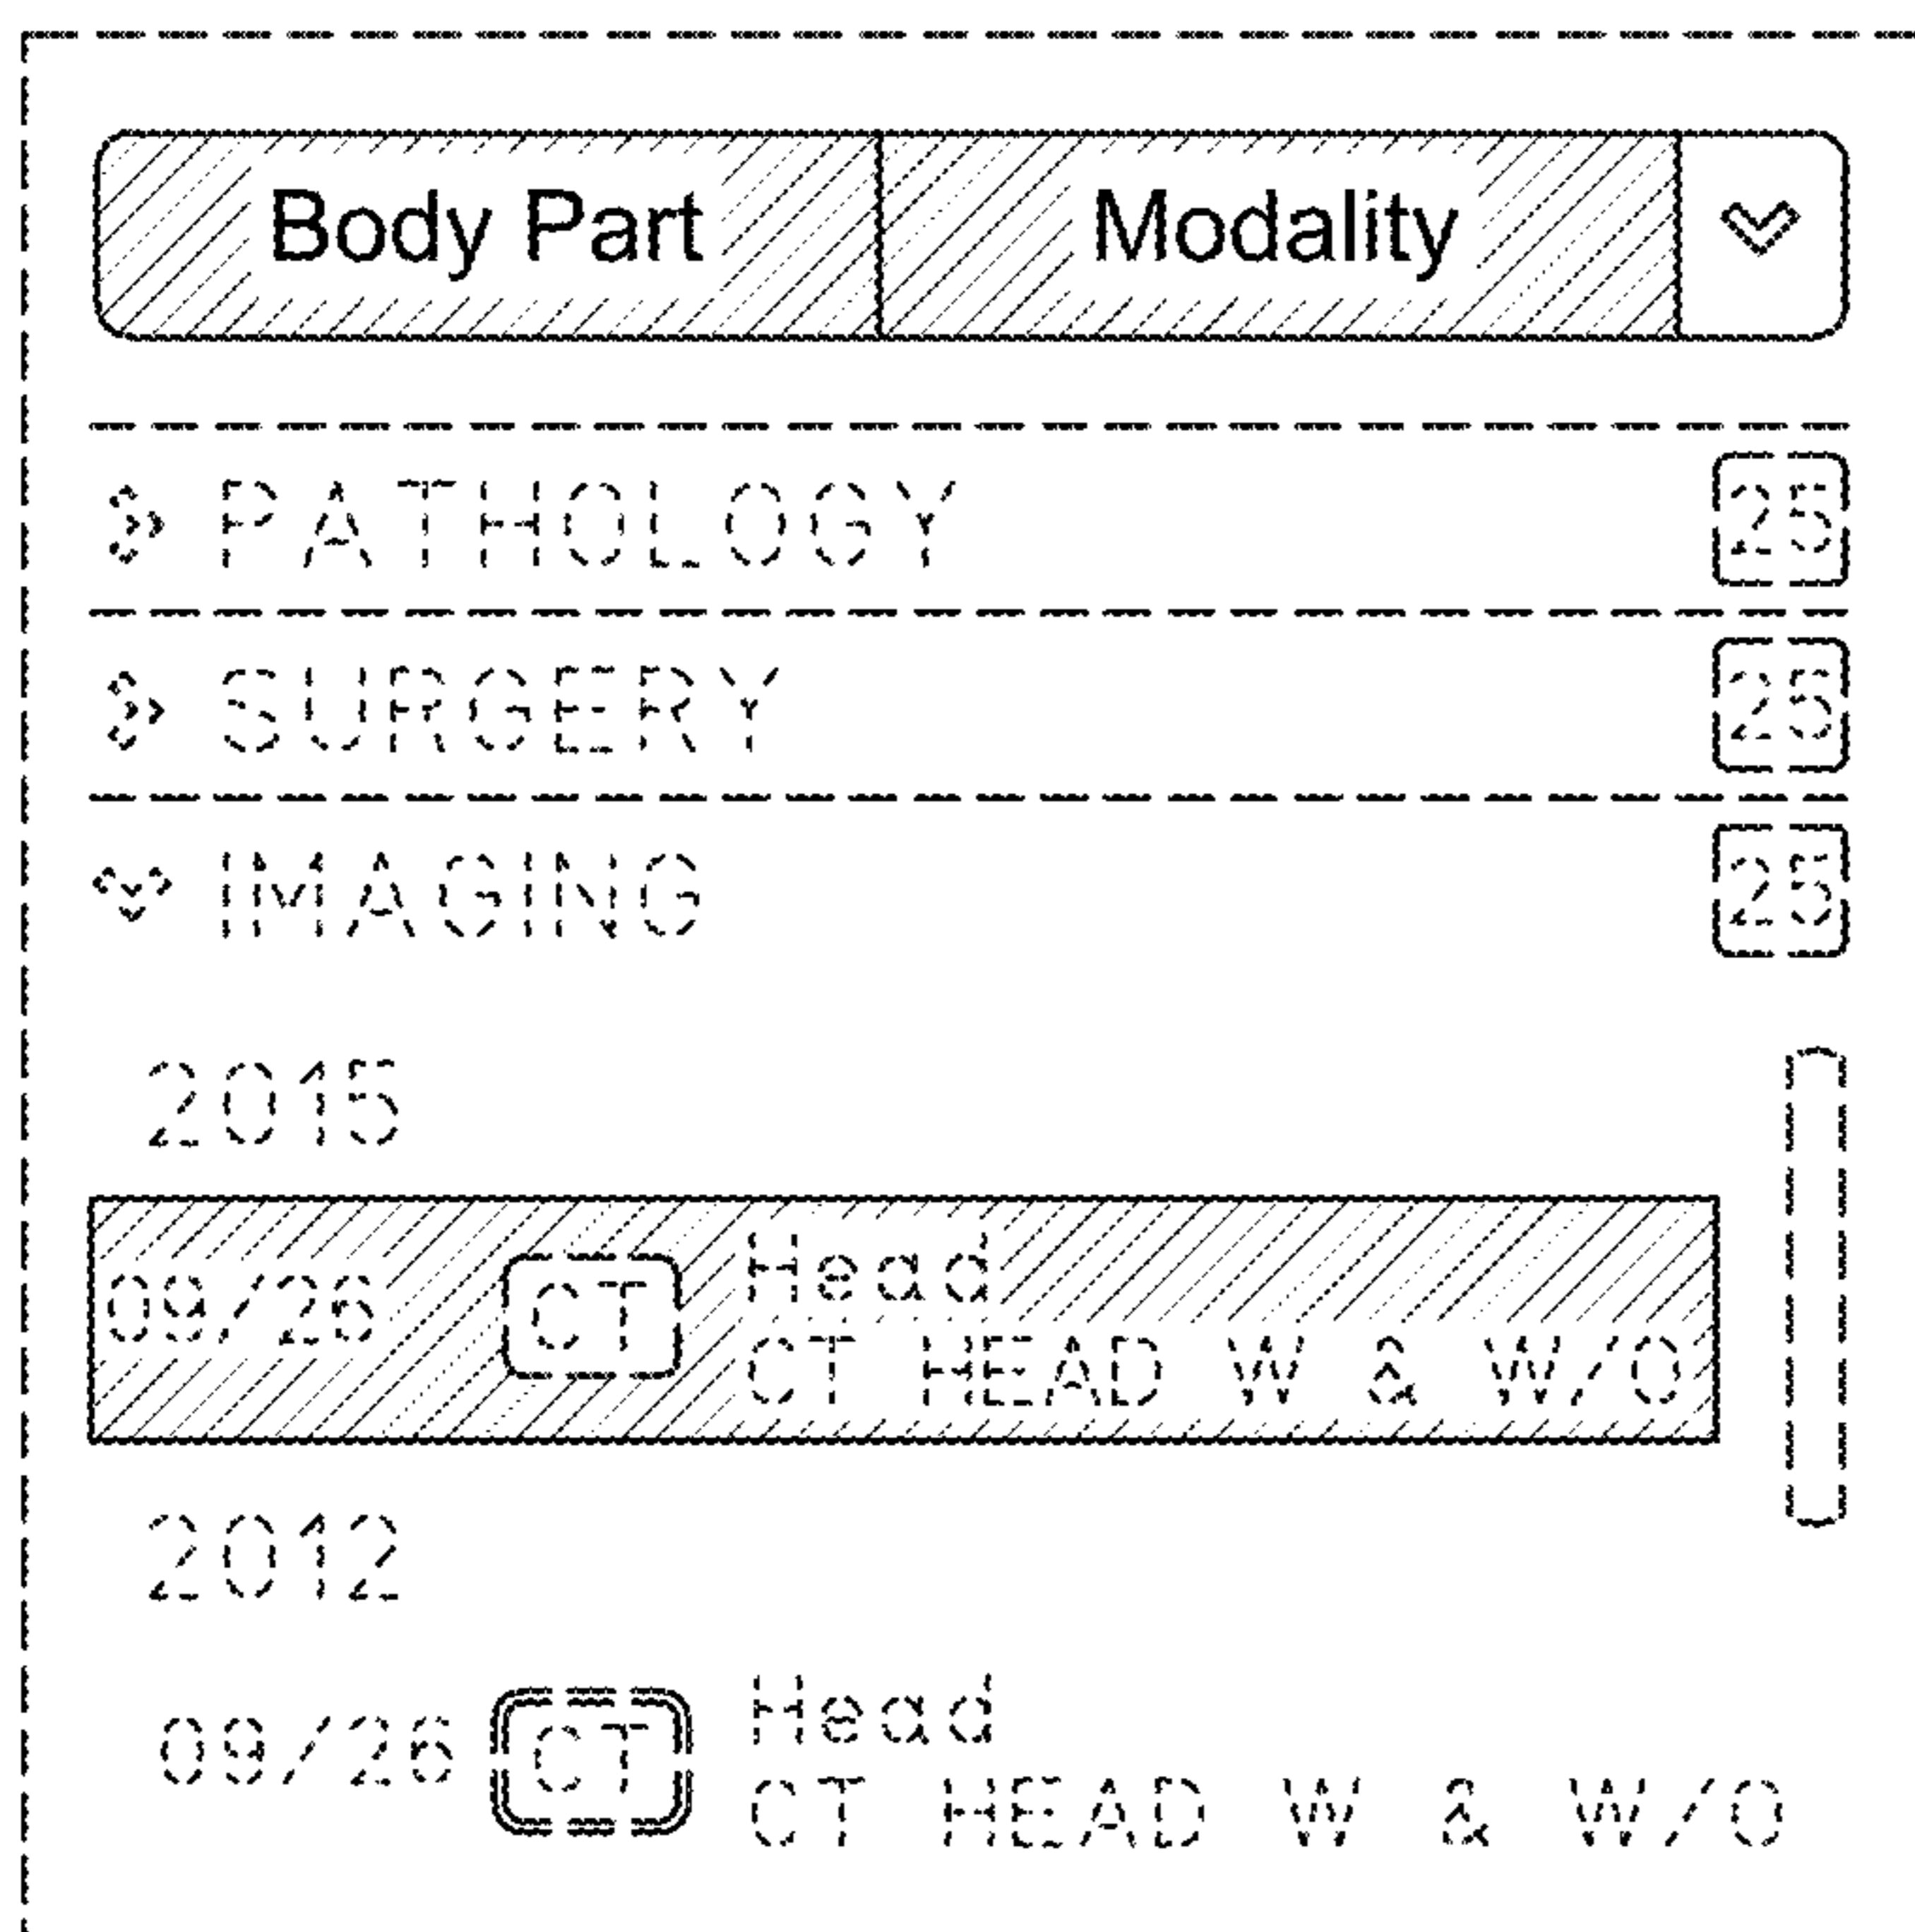 Body Part Modality
PATHOLOGY 25
SURGERY 25
IMAGING 25
2015
Head
09/26 CT
CT HEAD W & W/O
2012
Head
09/26 CT
CT HEAD W & W/O